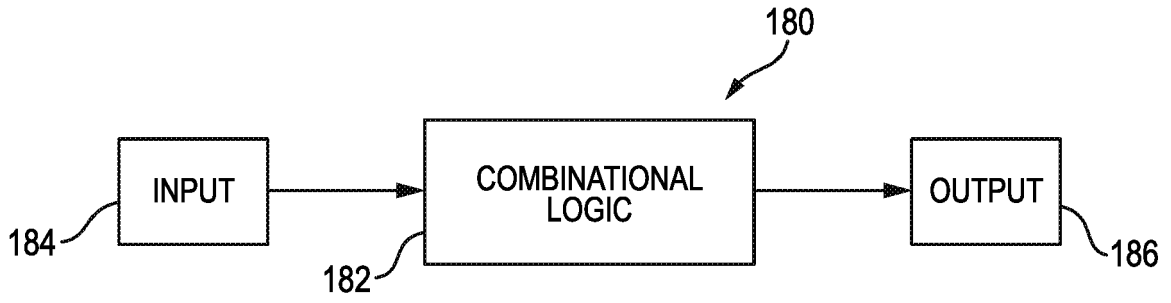 180
INPUT
COMBINATIONAL
LOGIC
OUTPUT
184
182
186